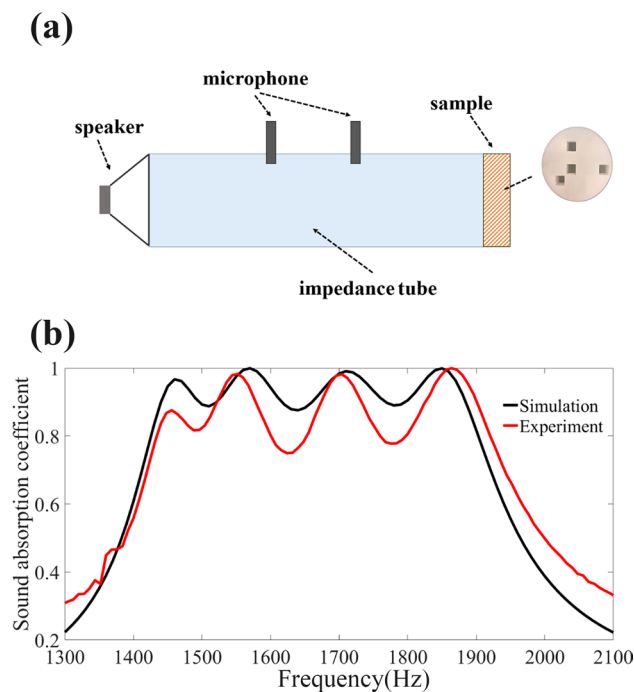 (a)
microphone
sample
speaker
impedance tube
(b)
Sound absorption coefficient
1
0.8
0.6
0.4
0.2
Simulation
Experiment
1300 1400 1500 1600 1700 1800 1900 2000 2100
Frequency(Hz)